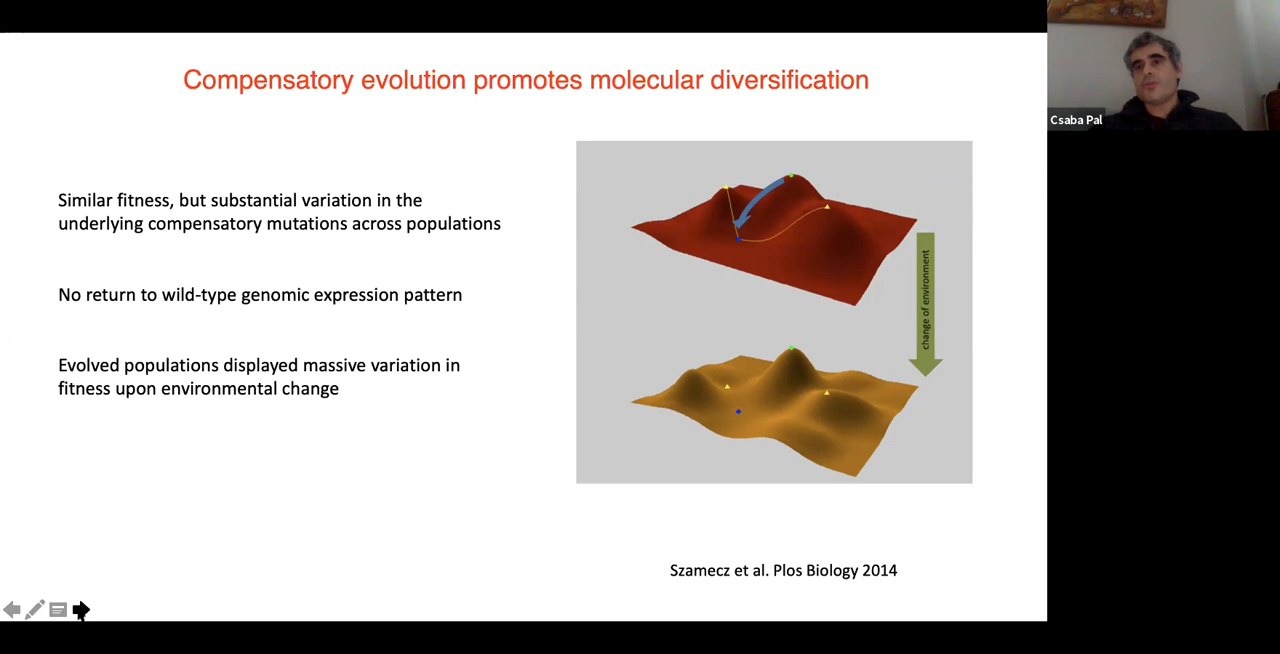 Compensatory evolution promotes molecular diversification
Csaba Pal
Similar fitness, but substantial variation in the
underlying compensatory mutations across populations
No return to wild-type genomic expression pattern
Evolved populations displayed massive variation in
fitness upon environmental change
change of environment
Szamecz et al. Plos Biology 2014